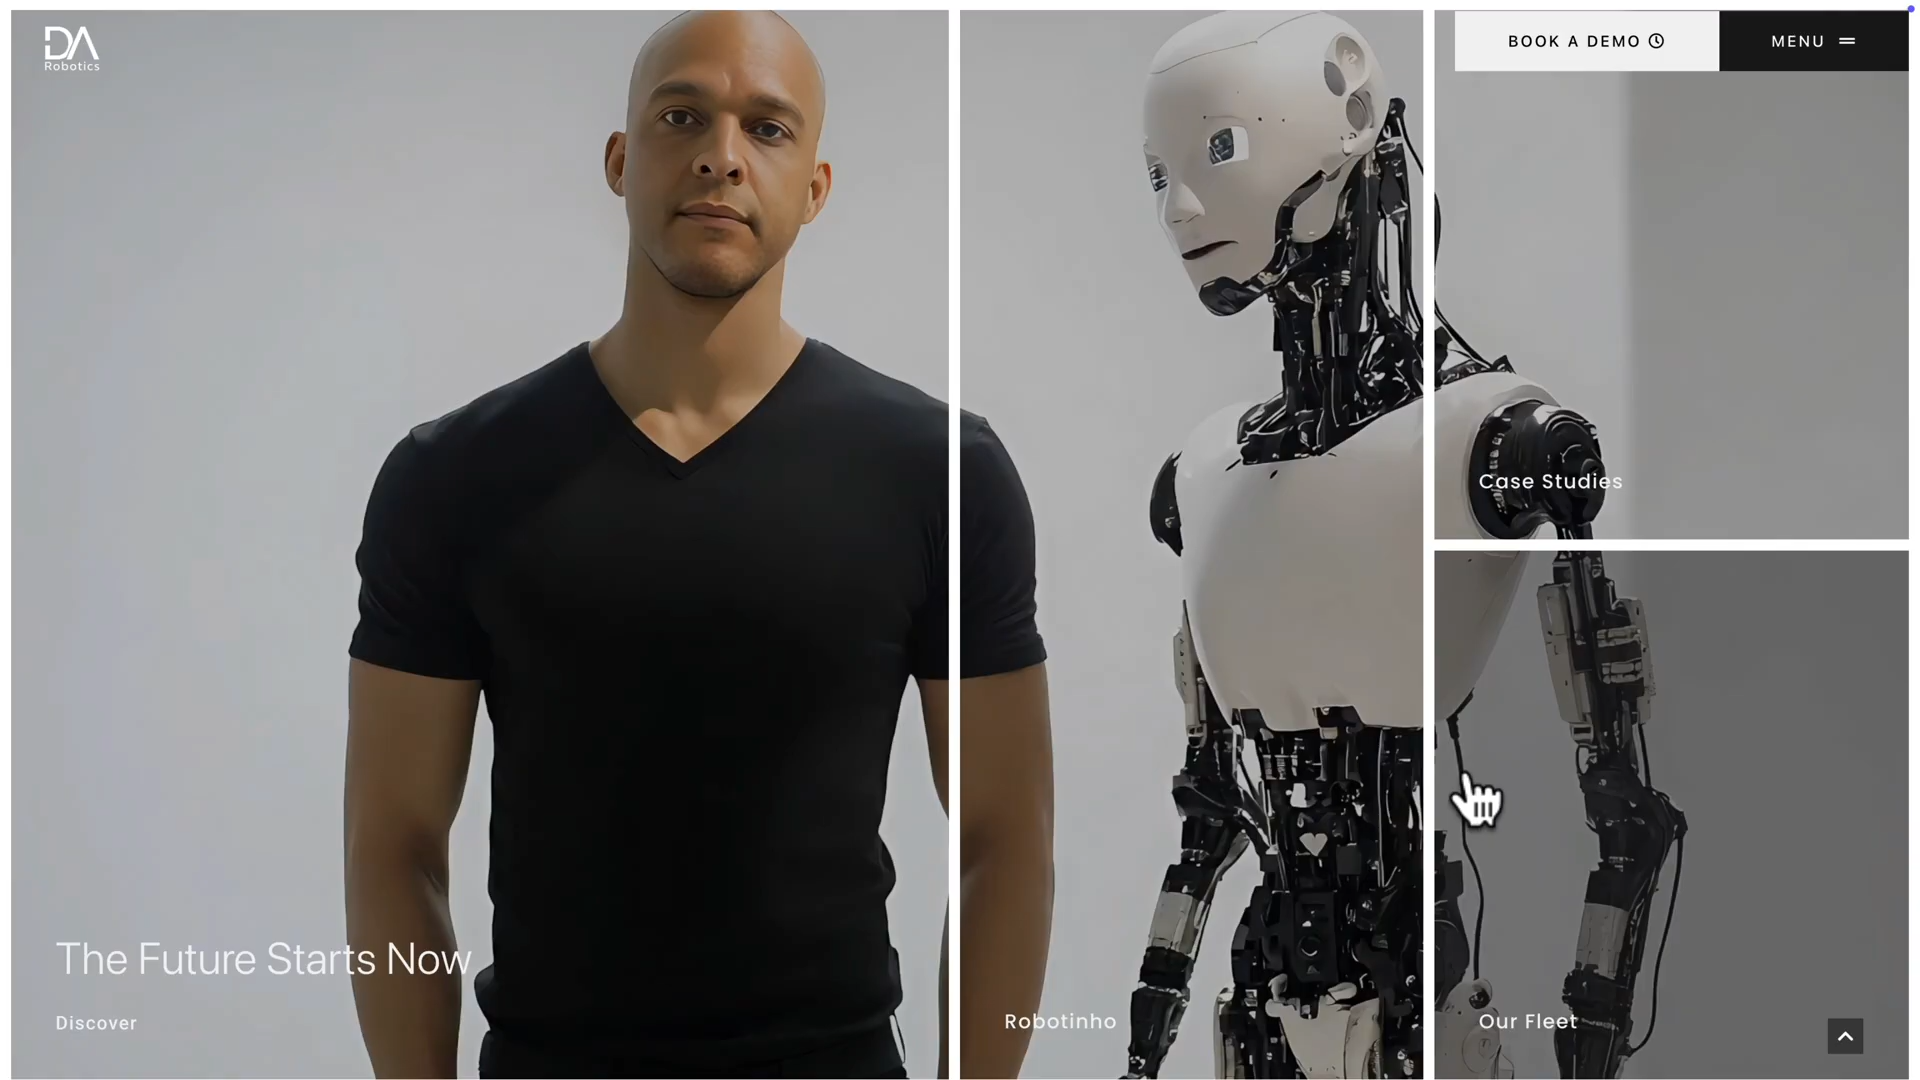 DA
Robotics
BOOK A DEMO
MENU
Case Studies
The Future Starts Now
Discover
Robotinho
Our Fleet